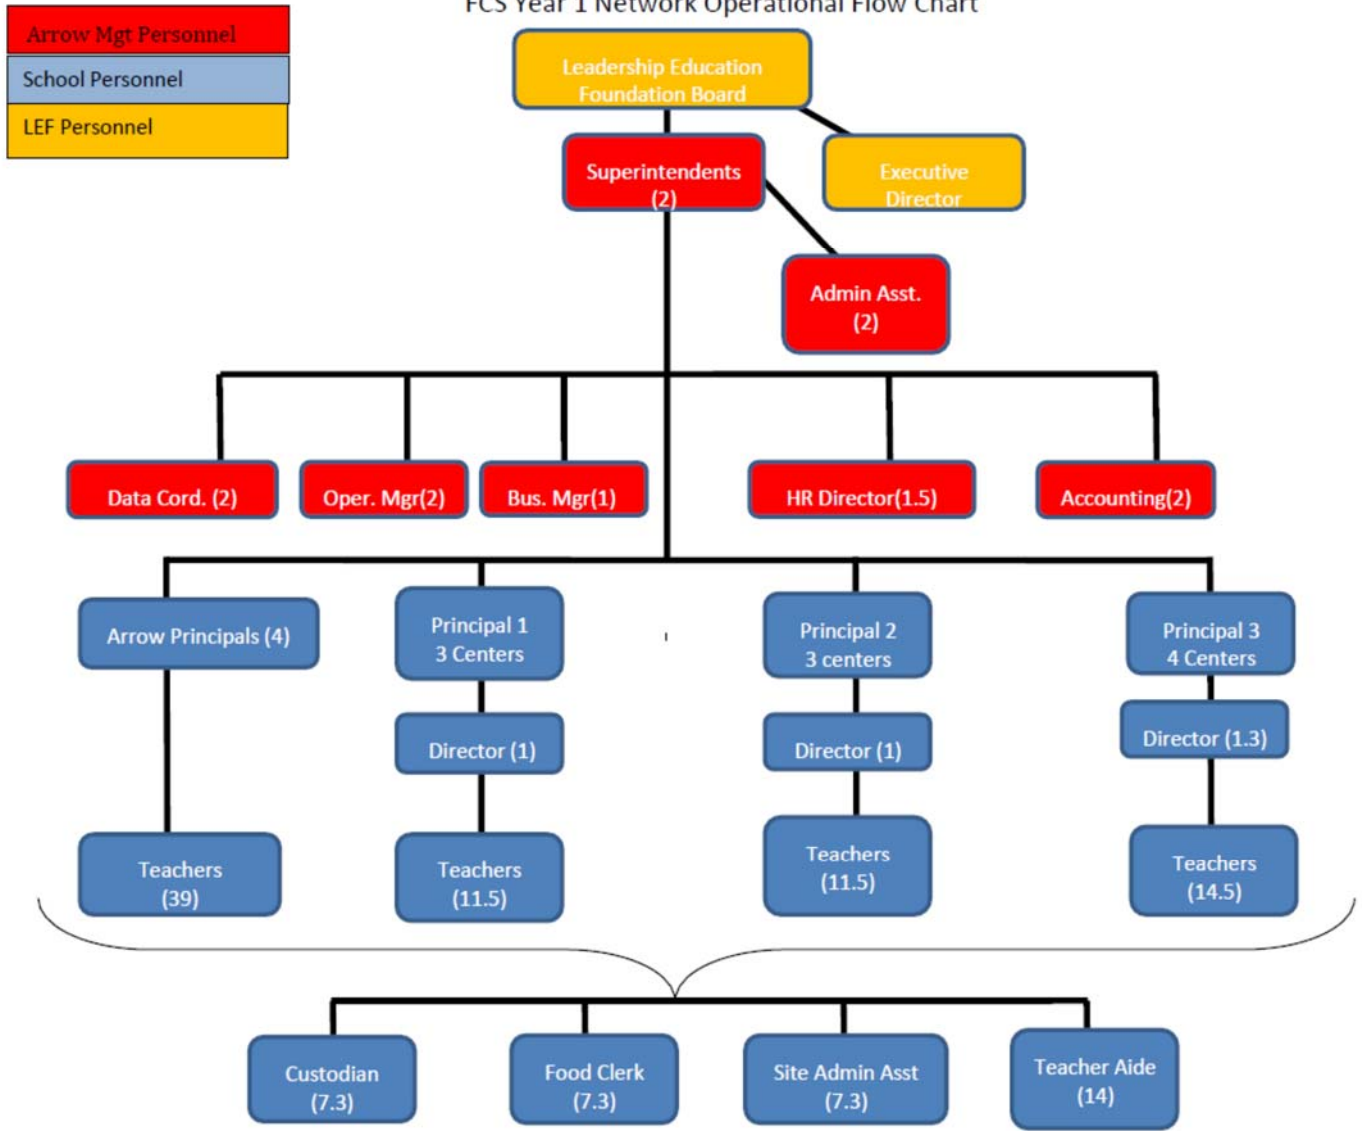 FCS Year 1 Network Operational Flow Chart
Arrow Mgt Personnel
School Personnel
LEF Personnel
Leadership Education
Foundation Board
Superintendents
(2)
Executive
Director
Admin Asst.
(2)
Data Cord. (2)
Oper. Mgr(2)
Bus. Mgr(1)
HR Director(1.5)
Accounting(2)
Arrow Principals (4)
Principal 1
3 Centers
Principal 2
3 centers
Principal 3
4 Centers
Director (1)
Director (1)
Director (1.3)
Teachers
(39)
Teachers
(11.5)
Teachers
(11.5)
Teachers
(14.5)
Custodian
(7.3)
Food Clerk
(7.3)
Site Admin Asst
(7.3)
Teacher Aide
(14)